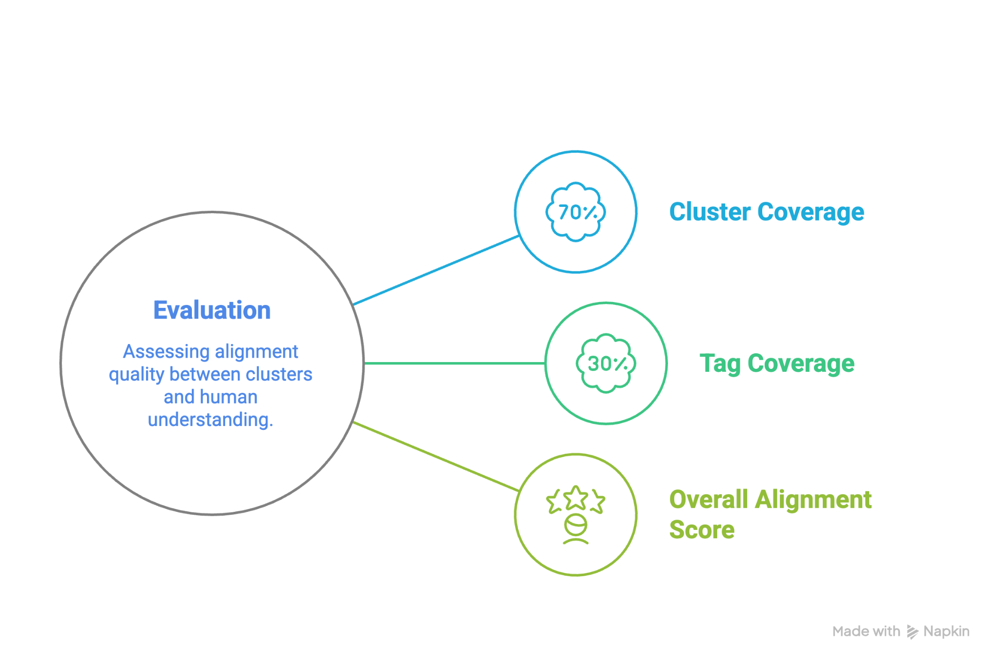 Evaluation
Assessing alignment
quality between clusters
and human
understanding.
70%
Cluster Coverage
30%
Tag Coverage
Overall Alignment
Score
Made with Napkin